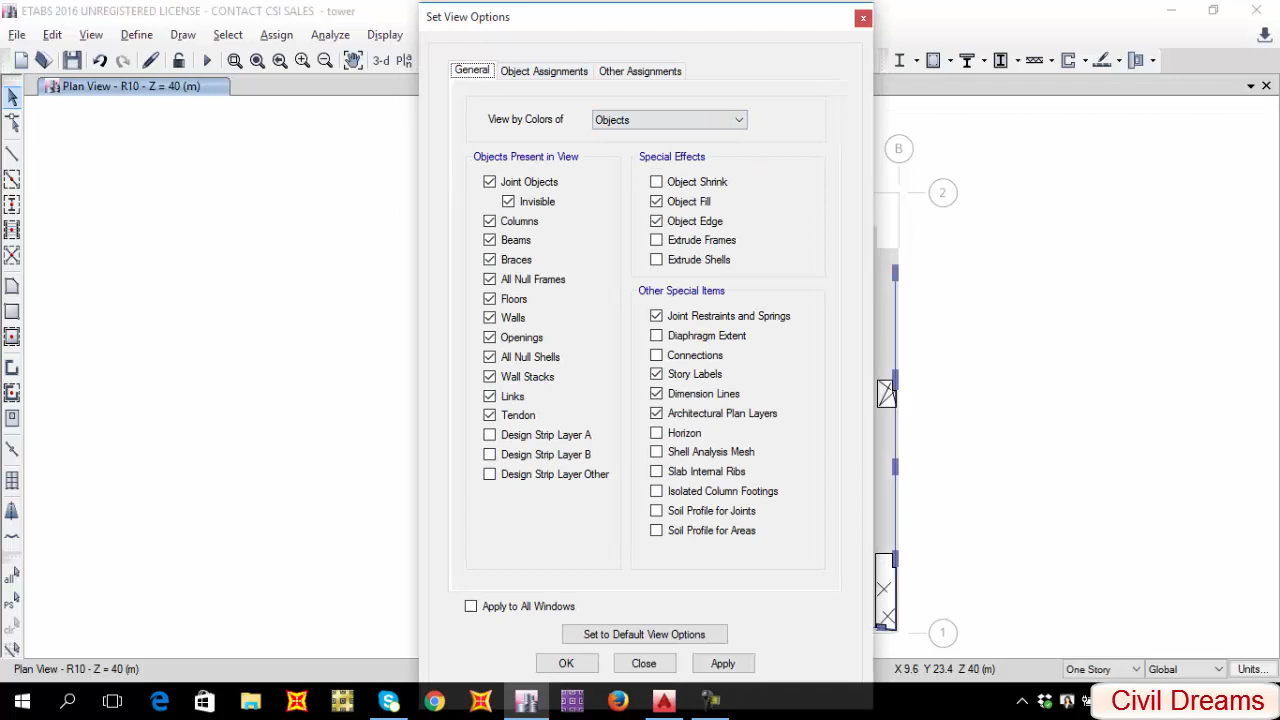 ETABS 2016 UNREGISTERED LICENSE - CONTACT CSI SALES - tower
Set View Options
x
File Edit View Define Draw Select Assign Analyze Display
3-d
Plan View - R10 - Z = 40 (m)
General Object Assignments Other Assignments
View by Colors of Objects
Objects Present in View
Joint Objects
Invisible
Columns
Beams
Braces
All Null Frames
Floors
Walls
Openings
All Null Shells
Wall Stacks
Links
Tendon
Design Strip Layer A
Design Strip Layer B
Design Strip Layer Other
Special Effects
Object Shrink
Object Fill
Object Edge
Extrude Frames
Extrude Shells
Other Special Items
Joint Restraints and Springs
Diaphragm Extent
Connections
Story Labels
Dimension Lines
Architectural Plan Layers
Horizon
Shell Analysis Mesh
Slab Internal Ribs
Isolated Column Footings
Soil Profile for Joints
Soil Profile for Areas
Apply to All Windows
Set to Default View Options
OK Close Apply
B
2
1
all
PS
clr
Plan View - R10 - Z = 40 (m)
X 9.6 Y 23.4 Z 40 (m)
One Story
Global
Units...
Civil Dreams